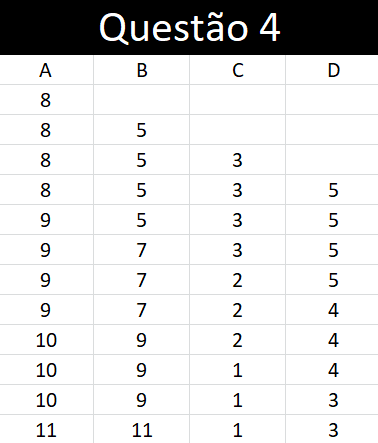 Questão 4
A B C D
8
8 5
8 5 3
8 5 3 5
9 5 3 5
9 7 3 5
9 7 2 5
9 7 2 4
10 9 2 4
10 9 1 4
10 9 1 3
11 11 1 3